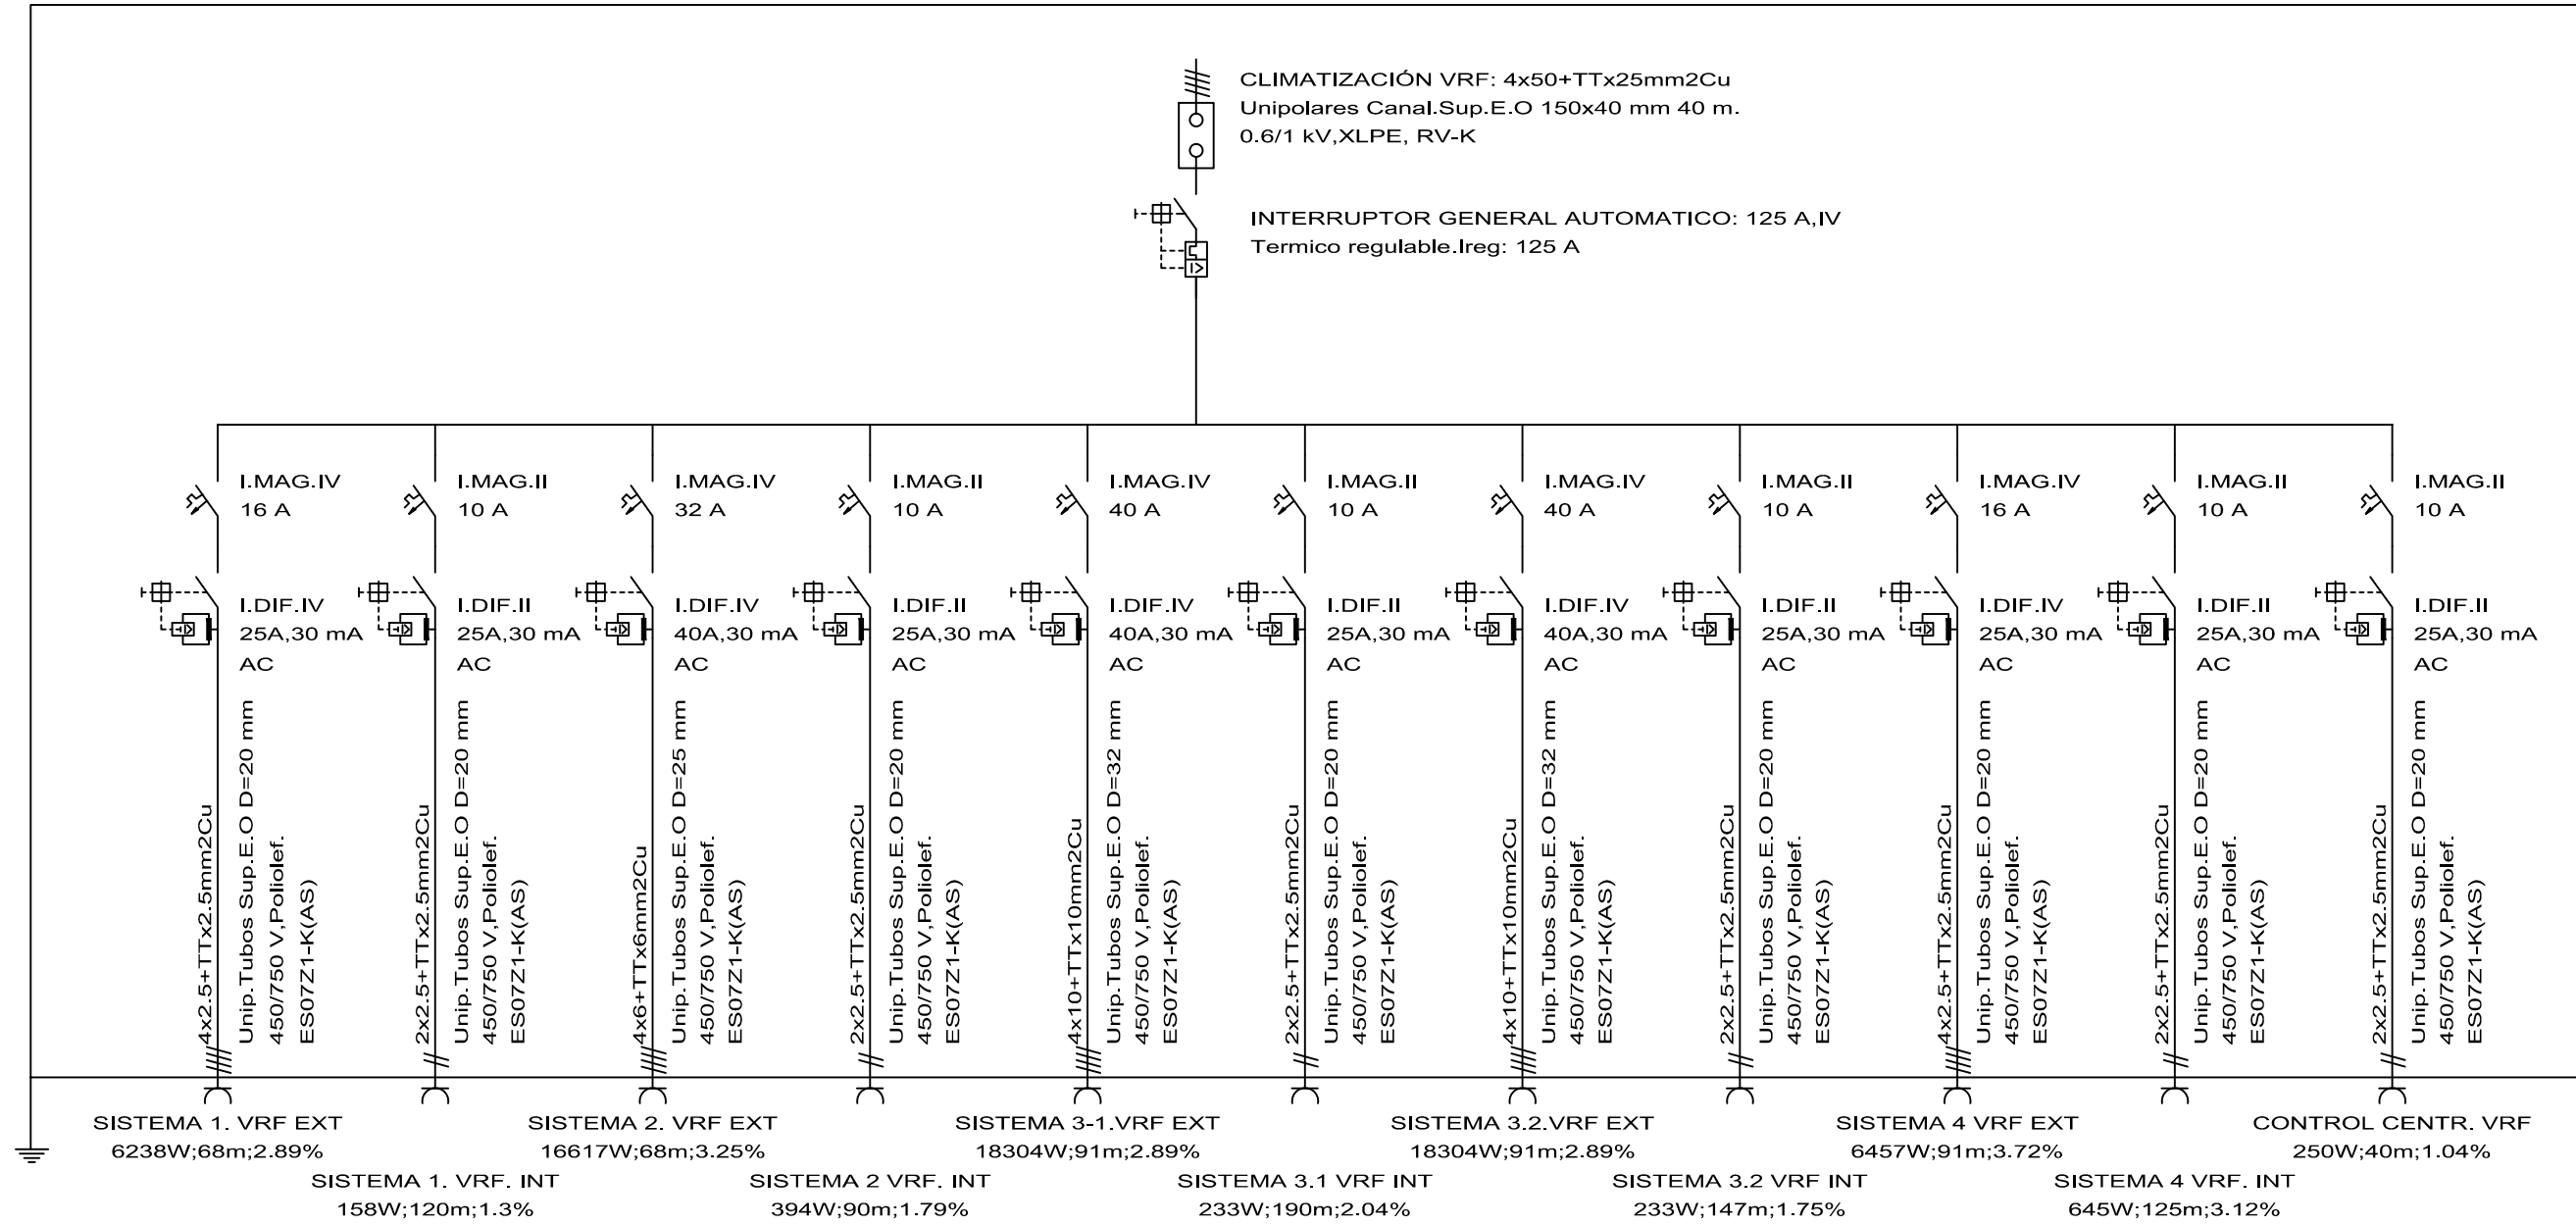 CLIMATIZACIÓN VRF: 4x50+TTx25mm2Cu
Unipolares Canal.Sup.E.O 150x40 mm 40 m.
0.6/1 kV,XLPE, RV-K
INTERRUPTOR GENERAL AUTOMATICO: 125 A,IV
Termico regulable.Ireg: 125 A
I.MAG.IV
16 A
I.DIF.IV
25A,30 mA
AC
4x2.5+TTx2.5mm2Cu
Unip.Tubos Sup.E.O D=20 mm
450/750 V,Poliolef.
ES07Z1-K(AS)
SISTEMA 1. VRF EXT
6238W;68m;2.89%
I.MAG.II
10 A
I.DIF.II
25A,30 mA
AC
2x2.5+TTx2.5mm2Cu
Unip.Tubos Sup.E.O D=20 mm
450/750 V,Poliolef.
ES07Z1-K(AS)
SISTEMA 1. VRF. INT
158W;120m;1.3%
I.MAG.IV
32 A
I.DIF.IV
40A,30 mA
AC
4x6+TTx6mm2Cu
Unip.Tubos Sup.E.O D=25 mm
450/750 V,Poliolef.
ES07Z1-K(AS)
SISTEMA 2. VRF EXT
16617W;68m;3.25%
I.MAG.II
10 A
I.DIF.II
25A,30 mA
AC
2x2.5+TTx2.5mm2Cu
Unip.Tubos Sup.E.O D=20 mm
450/750 V,Poliolef.
ES07Z1-K(AS)
SISTEMA 2 VRF. INT
394W;90m;1.79%
I.MAG.IV
40 A
I.DIF.IV
40A,30 mA
AC
4x10+TTx10mm2Cu
Unip.Tubos Sup.E.O D=32 mm
450/750 V,Poliolef.
ES07Z1-K(AS)
SISTEMA 3-1.VRF EXT
18304W;91m;2.89%
I.MAG.II
10 A
I.DIF.II
25A,30 mA
AC
2x2.5+TTx2.5mm2Cu
Unip.Tubos Sup.E.O D=20 mm
450/750 V,Poliolef.
ES07Z1-K(AS)
SISTEMA 3.1 VRF INT
233W;190m;2.04%
I.MAG.IV
40 A
I.DIF.IV
40A,30 mA
AC
4x10+TTx10mm2Cu
Unip.Tubos Sup.E.O D=32 mm
450/750 V,Poliolef.
ES07Z1-K(AS)
SISTEMA 3.2.VRF EXT
18304W;91m;2.89%
I.MAG.II
10 A
I.DIF.II
25A,30 mA
AC
2x2.5+TTx2.5mm2Cu
Unip.Tubos Sup.E.O D=20 mm
450/750 V,Poliolef.
ES07Z1-K(AS)
SISTEMA 3.2 VRF INT
233W;147m;1.75%
I.MAG.IV
16 A
I.DIF.IV
25A,30 mA
AC
4x2.5+TTx2.5mm2Cu
Unip.Tubos Sup.E.O D=20 mm
450/750 V,Poliolef.
ES07Z1-K(AS)
SISTEMA 4 VRF EXT
6457W;91m;3.72%
I.MAG.II
10 A
I.DIF.II
25A,30 mA
AC
2x2.5+TTx2.5mm2Cu
Unip.Tubos Sup.E.O D=20 mm
450/750 V,Poliolef.
ES07Z1-K(AS)
SISTEMA 4 VRF. INT
645W;125m;3.12%
I.MAG.II
10 A
I.DIF.II
25A,30 mA
AC
2x2.5+TTx2.5mm2Cu
Unip.Tubos Sup.E.O D=20 mm
450/750 V,Poliolef.
ES07Z1-K(AS)
CONTROL CENTR. VRF
250W;40m;1.04%